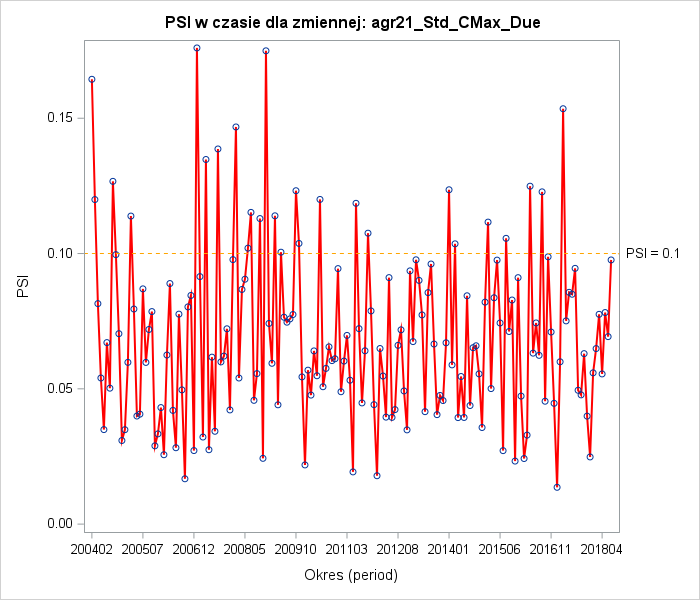 PSI w czasie dla zmiennej: agr21_Std_CMax_Due
0.15
0.10
0.05
0.00
PSI
PSI = 0.1
200402 200507 200612 200805 200910 201103 201208 201401 201506 201611 201804
Okres (period)